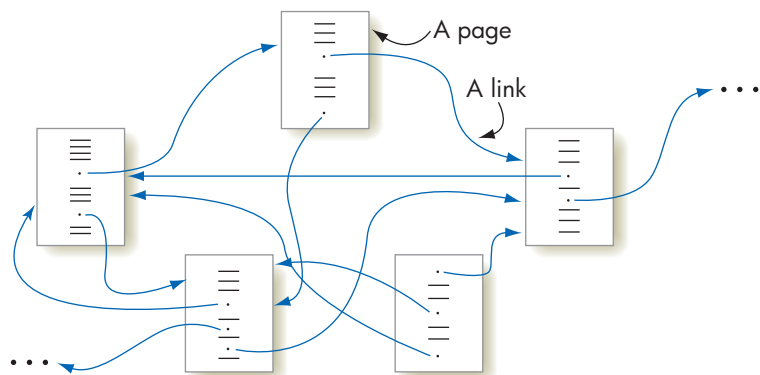 A page
A link
• • •
• • •